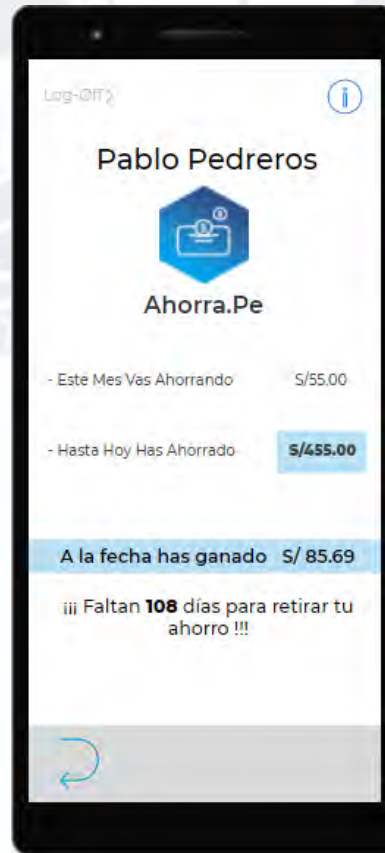 Log-Off
Pablo Pedreros
Ahorra.Pe
- Este Mes Vas Ahorrando S/55.00
- Hasta Hoy Has Ahorrado S/455.00
A la fecha has ganado S/ 85.69
¡¡¡ Faltan 108 días para retirar tu
ahorro !!!